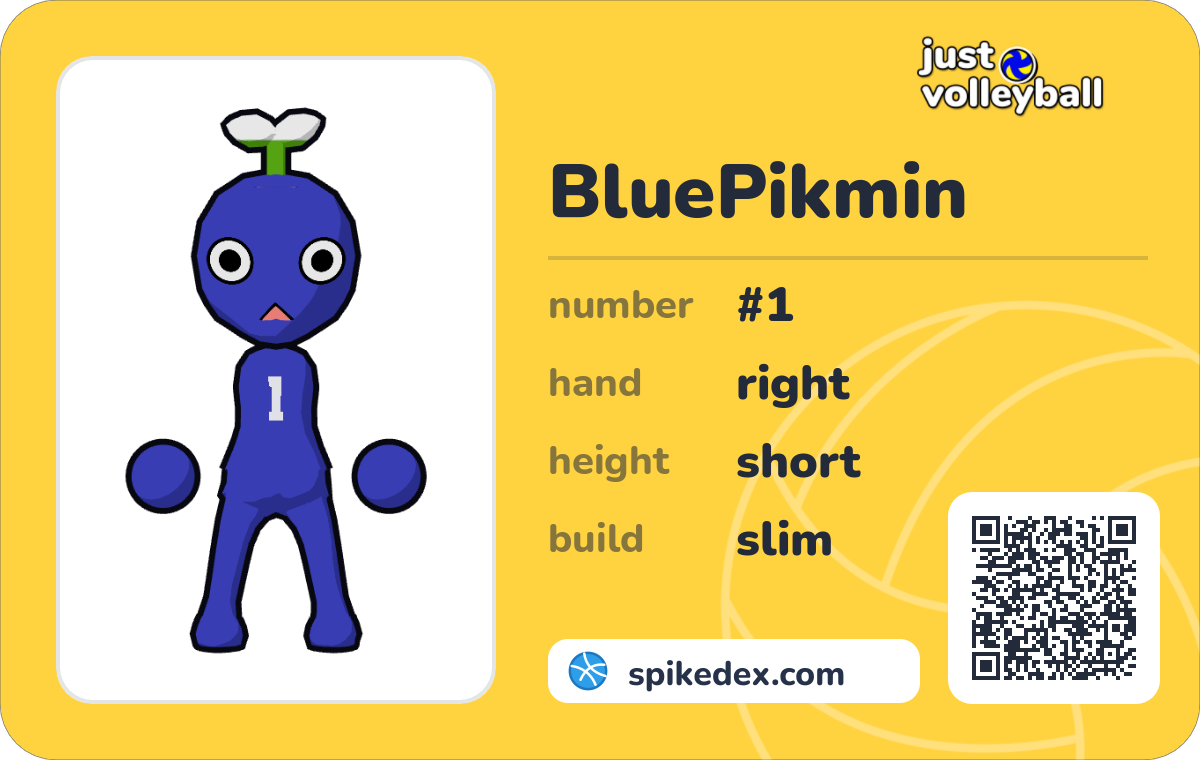 just
volleyball
BluePikmin
number #1
hand right
height short
build slim
1
spikedex.com